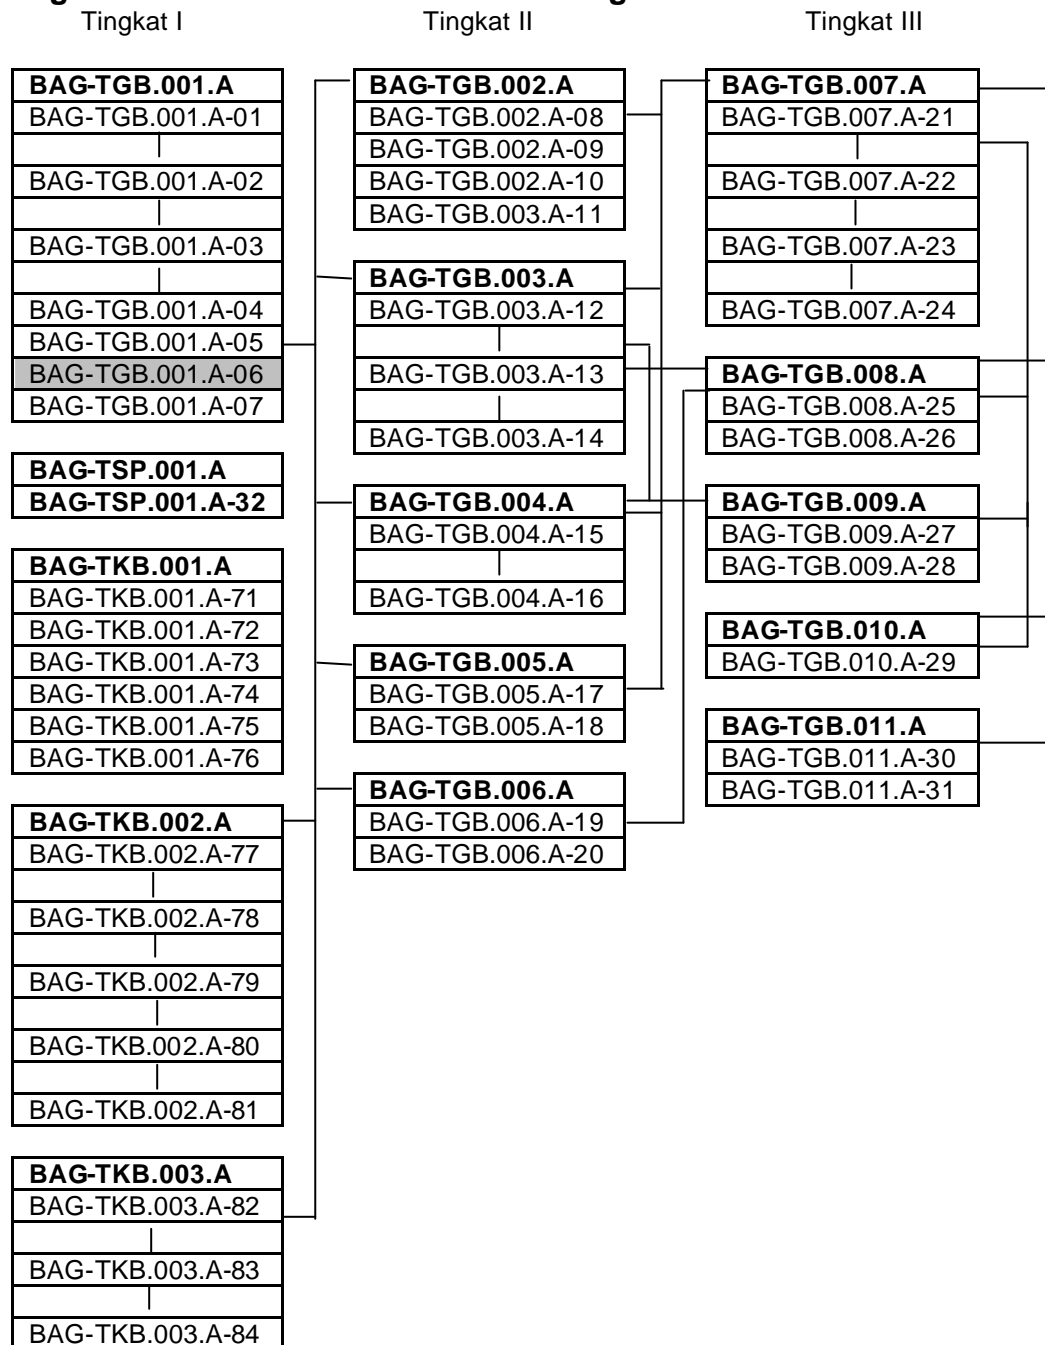 Tingkat I
BAG-TGB.001.A
BAG-TGB.001.A-01
BAG-TGB.001.A-02
BAG-TGB.001.A-03
BAG-TGB.001.A-04
BAG-TGB.001.A-05
BAG-TGB.001.A-06
BAG-TGB.001.A-07
BAG-TSP.001.A
BAG-TSP.001.A-32
BAG-TKB.001.A
BAG-TKB.001.A-71
BAG-TKB.001.A-72
BAG-TKB.001.A-73
BAG-TKB.001.A-74
BAG-TKB.001.A-75
BAG-TKB.001.A-76
BAG-TKB.002.A
BAG-TKB.002.A-77
BAG-TKB.002.A-78
BAG-TKB.002.A-79
BAG-TKB.002.A-80
BAG-TKB.002.A-81
BAG-TKB.003.A
BAG-TKB.003.A-82
BAG-TKB.003.A-83
BAG-TKB.003.A-84
Tingkat II
BAG-TGB.002.A
BAG-TGB.002.A-08
BAG-TGB.002.A-09
BAG-TGB.002.A-10
BAG-TGB.003.A-11
BAG-TGB.003.A
BAG-TGB.003.A-12
BAG-TGB.003.A-13
BAG-TGB.003.A-14
BAG-TGB.004.A
BAG-TGB.004.A-15
BAG-TGB.004.A-16
BAG-TGB.005.A
BAG-TGB.005.A-17
BAG-TGB.005.A-18
BAG-TGB.006.A
BAG-TGB.006.A-19
BAG-TGB.006.A-20
Tingkat III
BAG-TGB.007.A
BAG-TGB.007.A-21
BAG-TGB.007.A-22
BAG-TGB.007.A-23
BAG-TGB.007.A-24
BAG-TGB.008.A
BAG-TGB.008.A-25
BAG-TGB.008.A-26
BAG-TGB.009.A
BAG-TGB.009.A-27
BAG-TGB.009.A-28
BAG-TGB.010.A
BAG-TGB.010.A-29
BAG-TGB.011.A
BAG-TGB.011.A-30
BAG-TGB.011.A-31